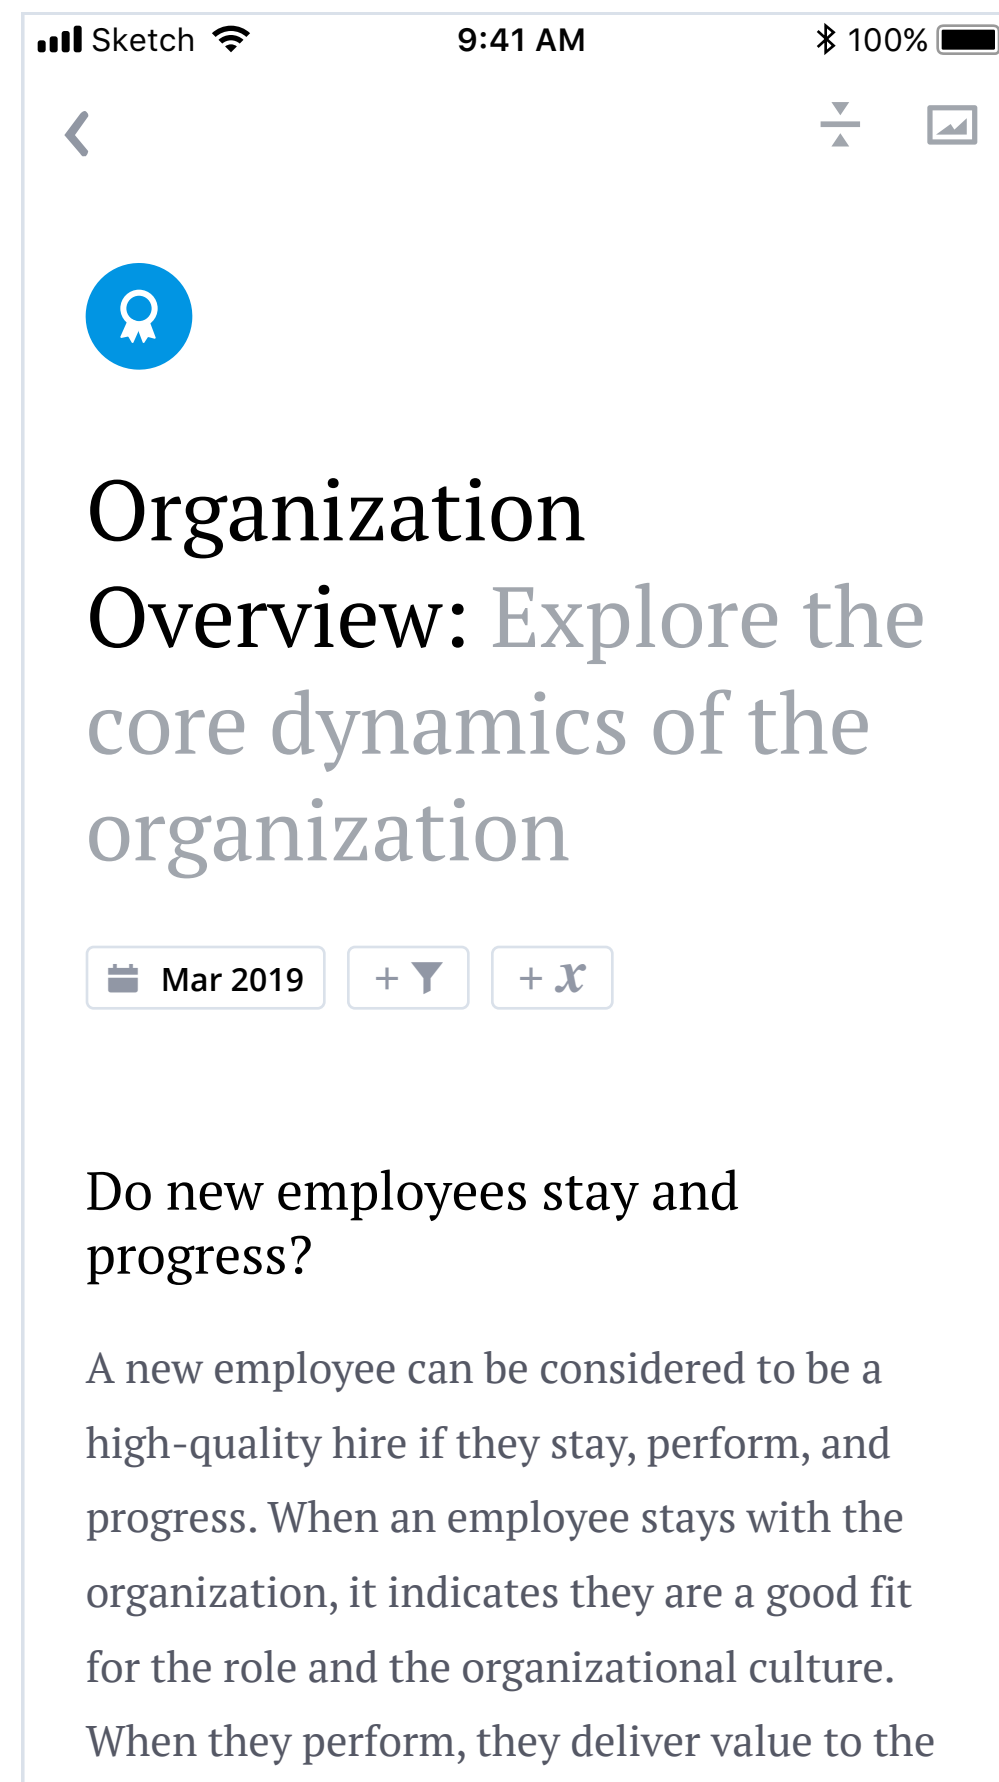 Sketch 9:41 AM 100%
Organization
Overview: Explore the
core dynamics of the
organization
Mar 2019 + + x
Do new employees stay and
progress?
A new employee can be considered to be a
high-quality hire if they stay, perform, and
progress. When an employee stays with the
organization, it indicates they are a good fit
for the role and the organizational culture.
When they perform, they deliver value to the